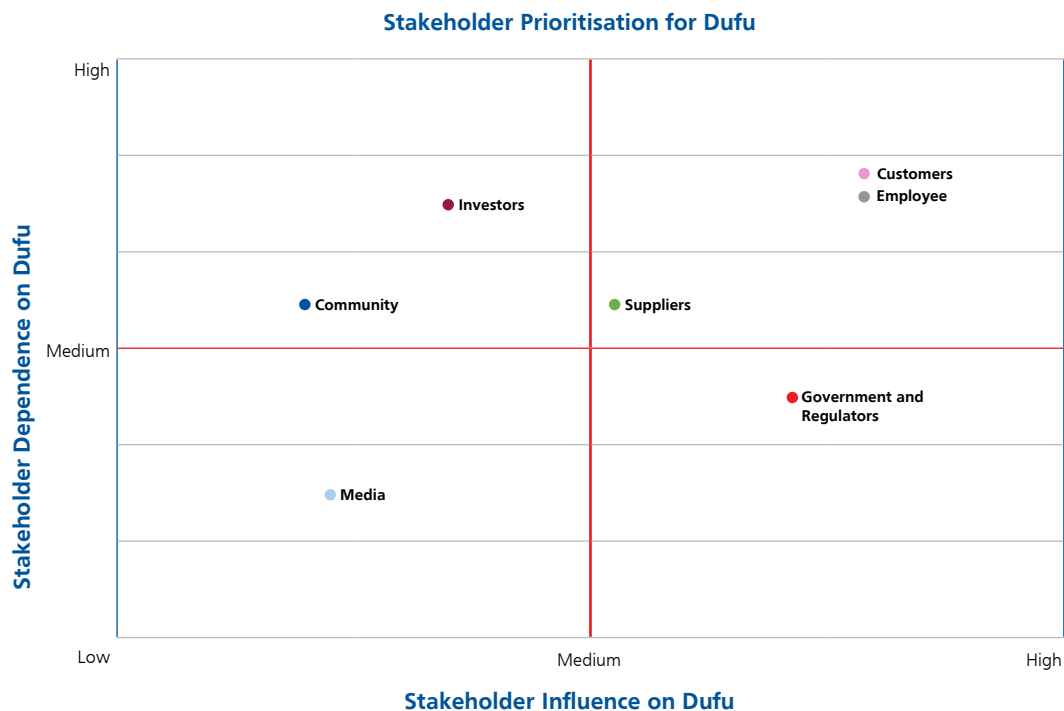 Stakeholder Prioritisation for Dufu
High
Customers
Employee
Investors
Community
Suppliers
Stakeholder Dependence on Dufu
Medium
Government and
Regulators
Media
Low
Medium
High
Stakeholder Influence on Dufu